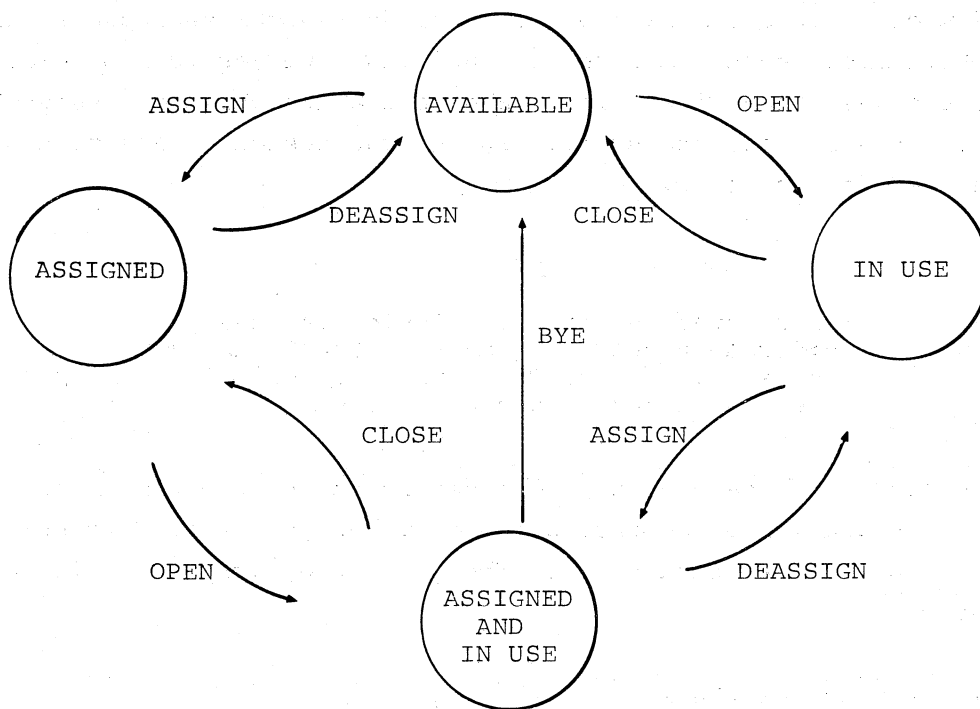 ASSIGN
AVAILABLE
OPEN
DEASSIGN
CLOSE
ASSIGNED
IN USE
BYE
CLOSE
ASSIGN
OPEN
DEASSIGN
ASSIGNED
AND
IN USE